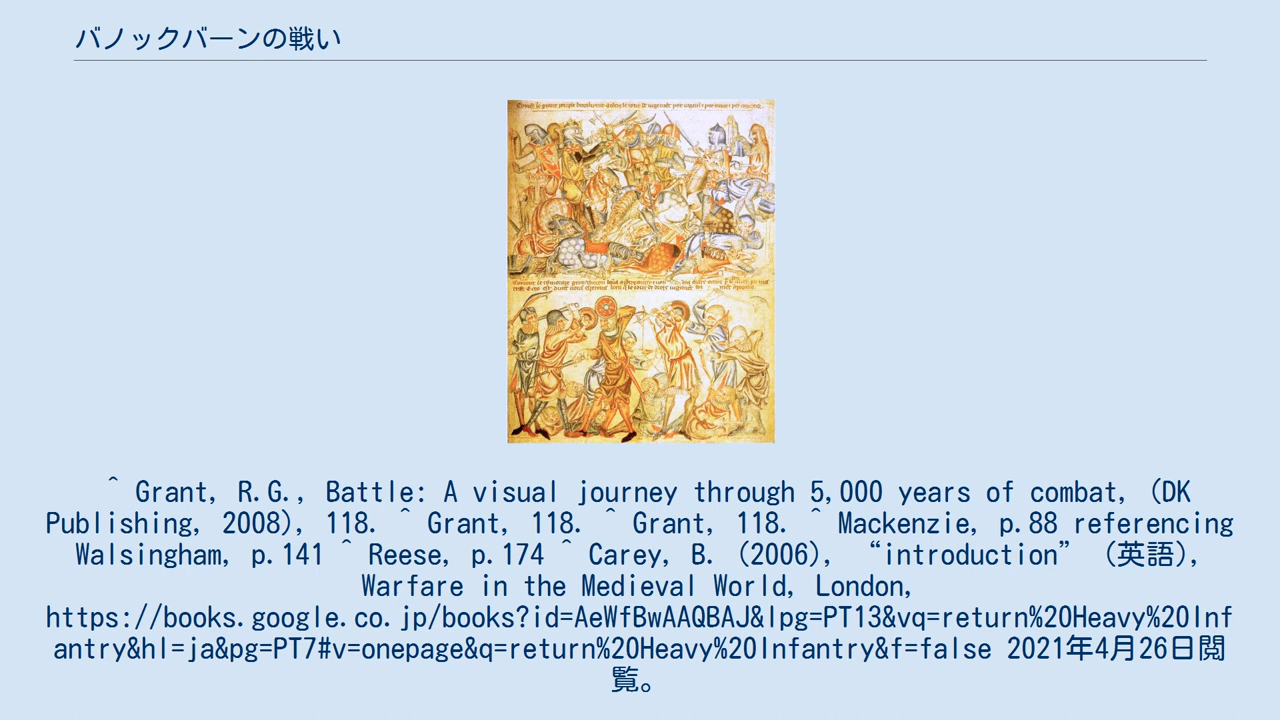 バノックバーンの戦い
^ Grant, R.G., Battle: A visual journey through 5,000 years of combat, (DK
Publishing, 2008), 118. ^ Grant, 118. ^ Grant, 118. ^ Mackenzie, p.88 referencing
Walsingham, p.141 ^ Reese, p.174 ^ Carey, B. (2006), “introduction” (英語),
Warfare in the Medieval World, London,
https://books.google.co.jp/books?id=AeWfBwAAQBAJ&lpg=PT13&vq=return%20Heavy%20Inf
antry&hl=ja&pg=PT7#v=onepage&q=return%20Heavy%20Infantry&f=false 2021年4月26日閲
覧。